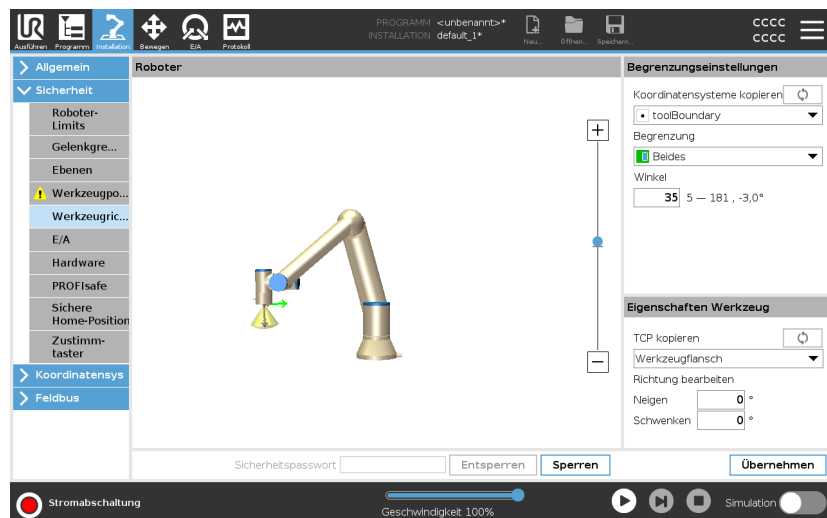 Ausführen
Programm
Installation
Bewegen
E/A
Protokoll
PROGRAMM <unbenannt>*
INSTALLATION default_1*
Neu...
Öffnen...
Speichern...
CCCC
CCCC
Allgemein
Sicherheit
Roboter-
Limits
Gelenkgre...
Ebenen
Werkzeugpo...
Werkzeugric...
E/A
Hardware
PROFIsafe
Sichere
Home-Position
Zustimm-
taster
Koordinatensys
Feldbus
Roboter
Begrenzungseinstellungen
Koordinatensysteme kopieren
toolBoundary
Begrenzung
Beides
Winkel
35 5 — 181 , -3,0°
Eigenschaften Werkzeug
TCP kopieren
Werkzeugflansch
Richtung bearbeiten
Neigen 0 °
Schwenken 0 °
Sicherheitspasswort
Entsperren
Sperren
Übernehmen
Stromabschaltung
Geschwindigkeit 100%
Simulation